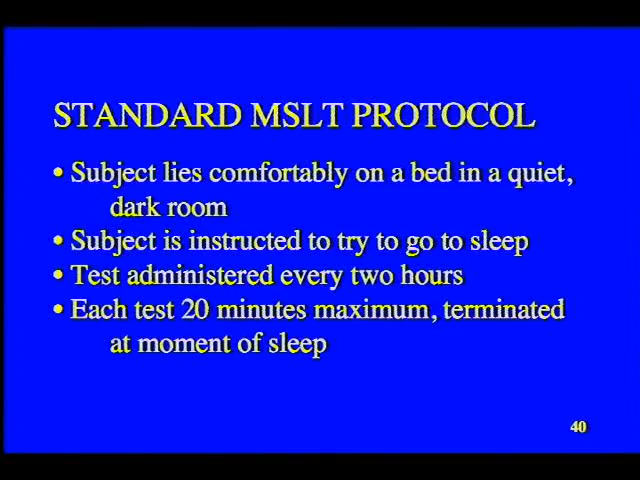 STANDARD MSLT PROTOCOL
• Subject lies comfortably on a bed in a quiet,
dark room
• Subject is instructed to try to go to sleep
• Test administered every two hours
• Each test 20 minutes maximum, terminated
at moment of sleep
40